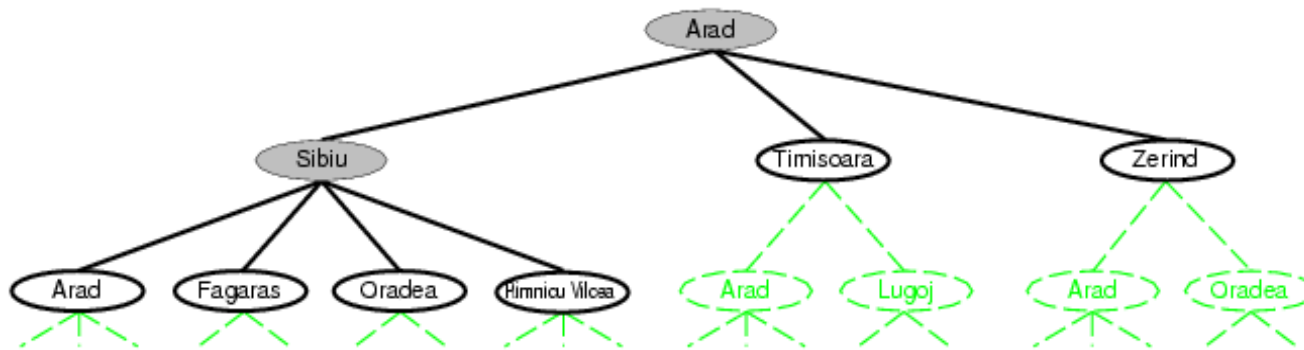 Arad
Sibiu
Timisoara
Zerind
Arad
Fagaras
Oradea
Rimnicu Vilcea
Arad
Lugoj
Arad
Oradea